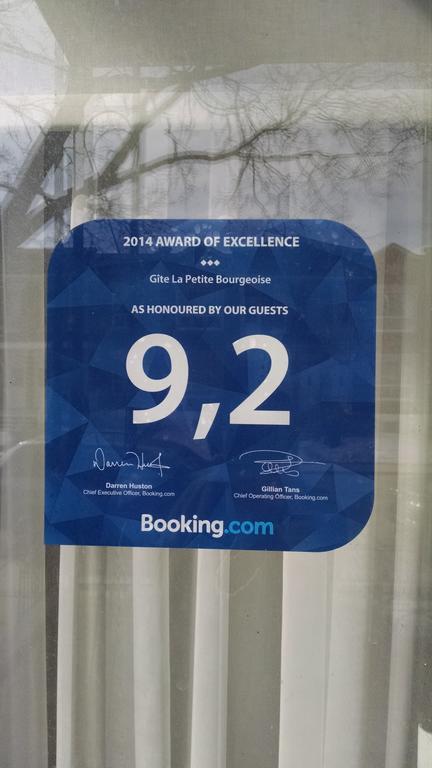 2014 AWARD OF EXCELLENCE
Gîte La Petite Bourgeoise
AS HONOURED BY OUR GUESTS
9,2
Darren Huston
Chief Executive Officer, Booking.com
Gillian Tans
Chief Operating Officer, Booking.com
Booking.com